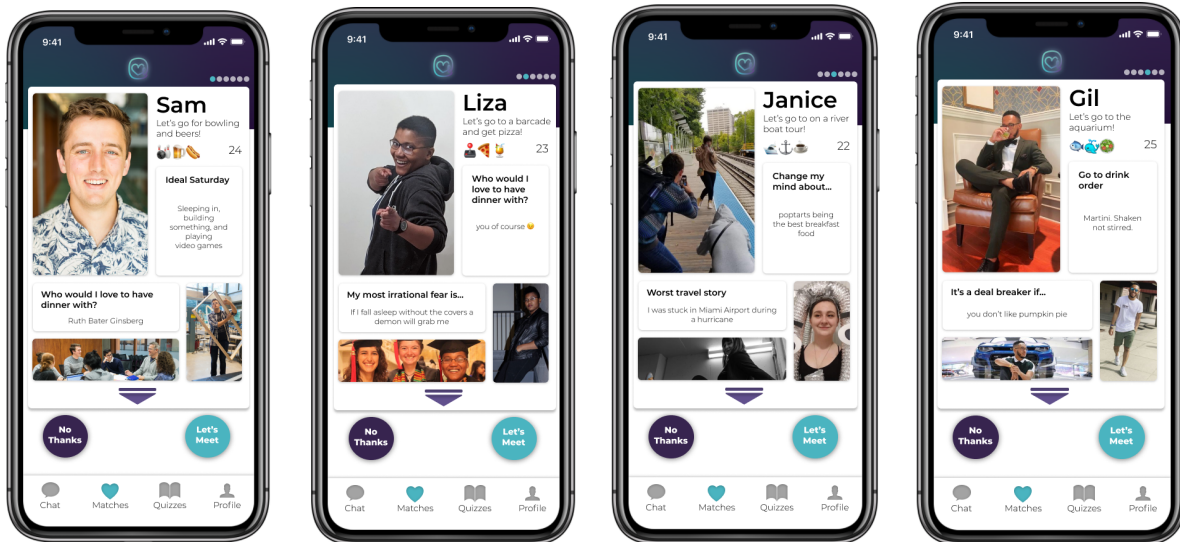 9:41
Sam
Let's go for bowling
and beers!
24
Ideal Saturday
Sleeping in,
building
something, and
playing
video games
Who would I love to have
dinner with?
Ruth Bater Ginsberg
No
Thanks
Let's
Meet
Chat
Matches
Quizzes
Profile
9:41
Liza
Let's go to a barcade
and get pizza!
23
Who would I
love to have
dinner with?
you of course 😉
My most irrational fear is...
If I fall asleep without the covers a
demon will grab me
No
Thanks
Let's
Meet
Chat
Matches
Quizzes
Profile
9:41
Janice
Let's go to on a river
boat tour!
22
Change my
mind about...
poptarts being
the best breakfast
food
Worst travel story
I was stuck in Miami Airport during
a hurricane
No
Thanks
Let's
Meet
Chat
Matches
Quizzes
Profile
9:41
Gil
Let's go to the
aquarium!
25
Go to drink
order
Martini. Shaken
not stirred.
It's a deal breaker if...
you don't like pumpkin pie
No
Thanks
Let's
Meet
Chat
Matches
Quizzes
Profile